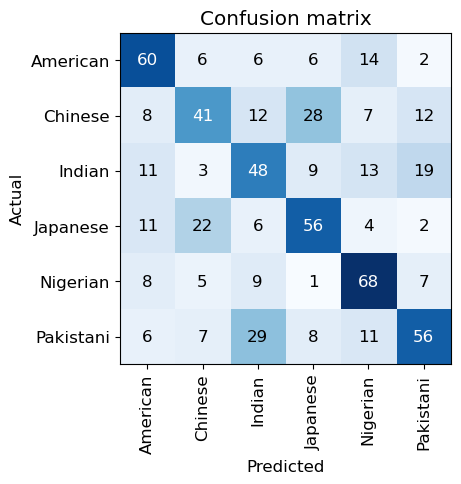 Confusion matrix
American 60 6 6 6 14 2
Chinese 8 41 12 28 7 12
Indian 11 3 48 9 13 19
Japanese 11 22 6 56 4 2
Nigerian 8 5 9 1 68 7
Pakistani 6 7 29 8 11 56
Actual
American Chinese Indian Japanese Nigerian Pakistani
Predicted